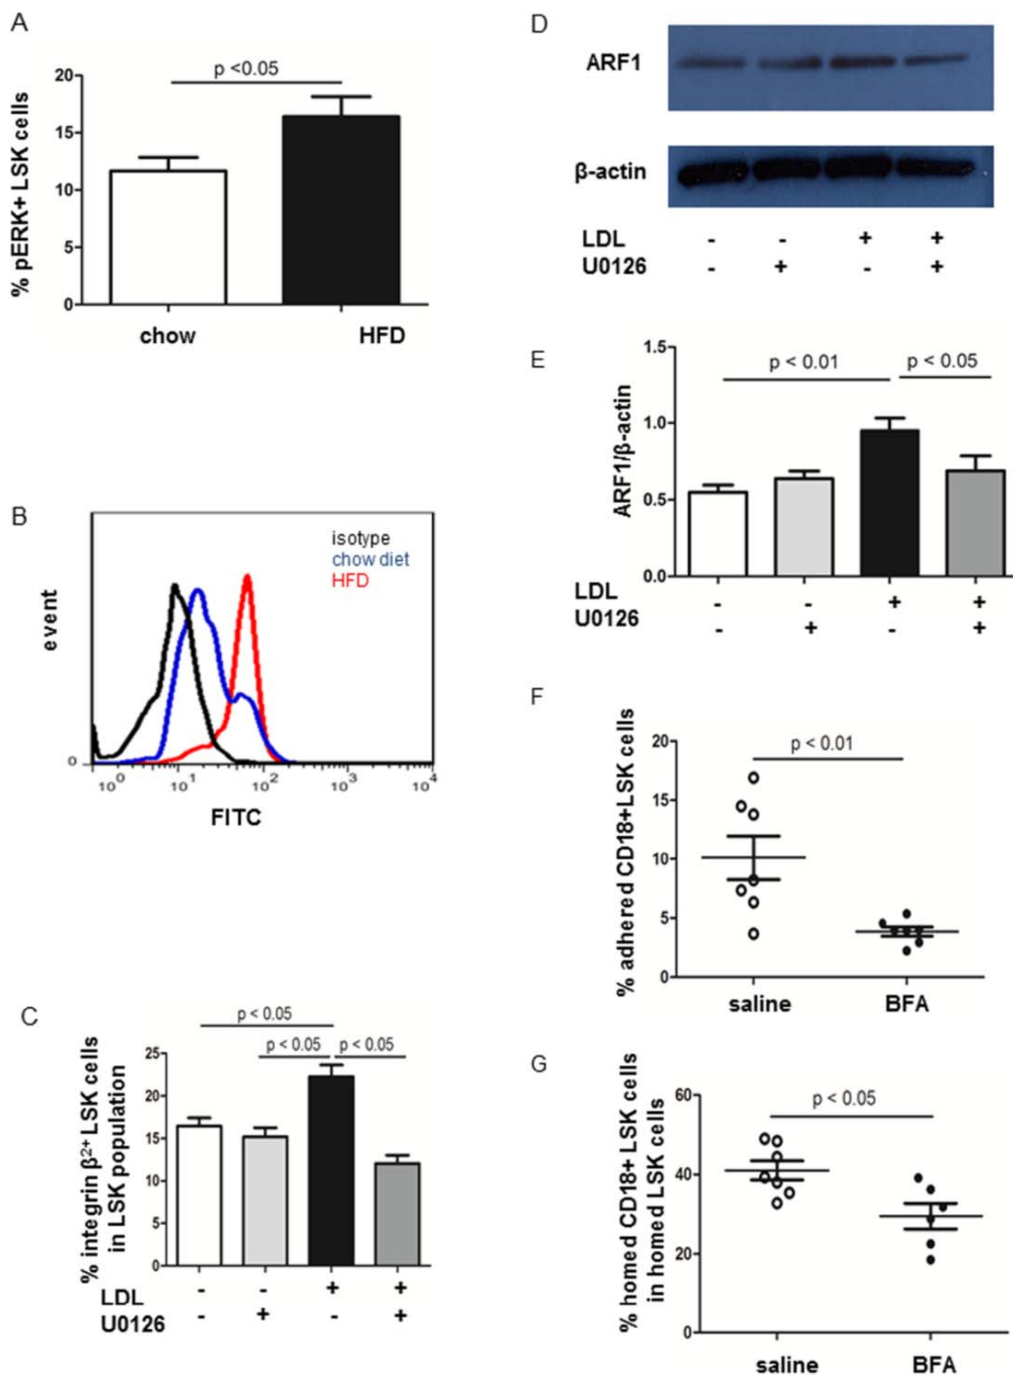 A
p <0.05
% pERK+ LSK cells
20
15
10
5
0
chow
HFD
B
isotype
chow diet
HFD
event
0
10⁰
10¹
10²
10³
10⁴
FITC
C
p < 0.05
p < 0.05
p < 0.05
% integrin β²⁺ LSK cells
in LSK population
25
20
15
10
5
0
LDL - - + +
U0126 - + - +
D
ARF1
β-actin
LDL - - + +
U0126 - + - +
E
p < 0.01
p < 0.05
ARF1/β-actin
1.5
1.0
0.5
0.0
LDL - - + +
U0126 - + - +
F
p < 0.01
% adhered CD18+LSK cells
20
15
10
5
0
saline
BFA
G
p < 0.05
% homed CD18+ LSK cells
in homed LSK cells
60
40
20
0
saline
BFA